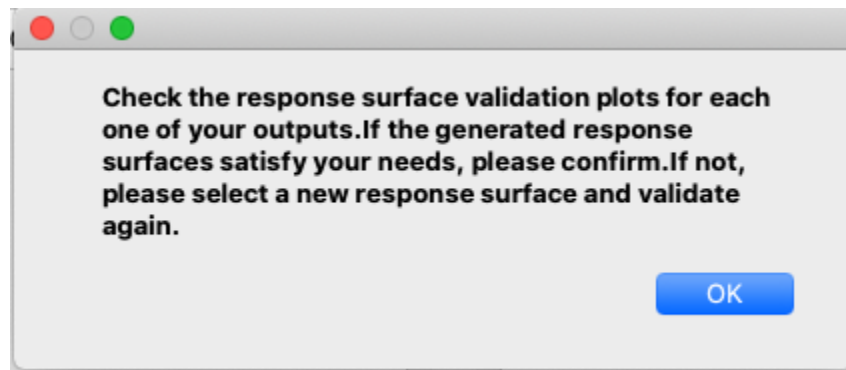 Check the response surface validation plots for each
one of your outputs.If the generated response
surfaces satisfy your needs, please confirm.If not,
please select a new response surface and validate
again.
OK